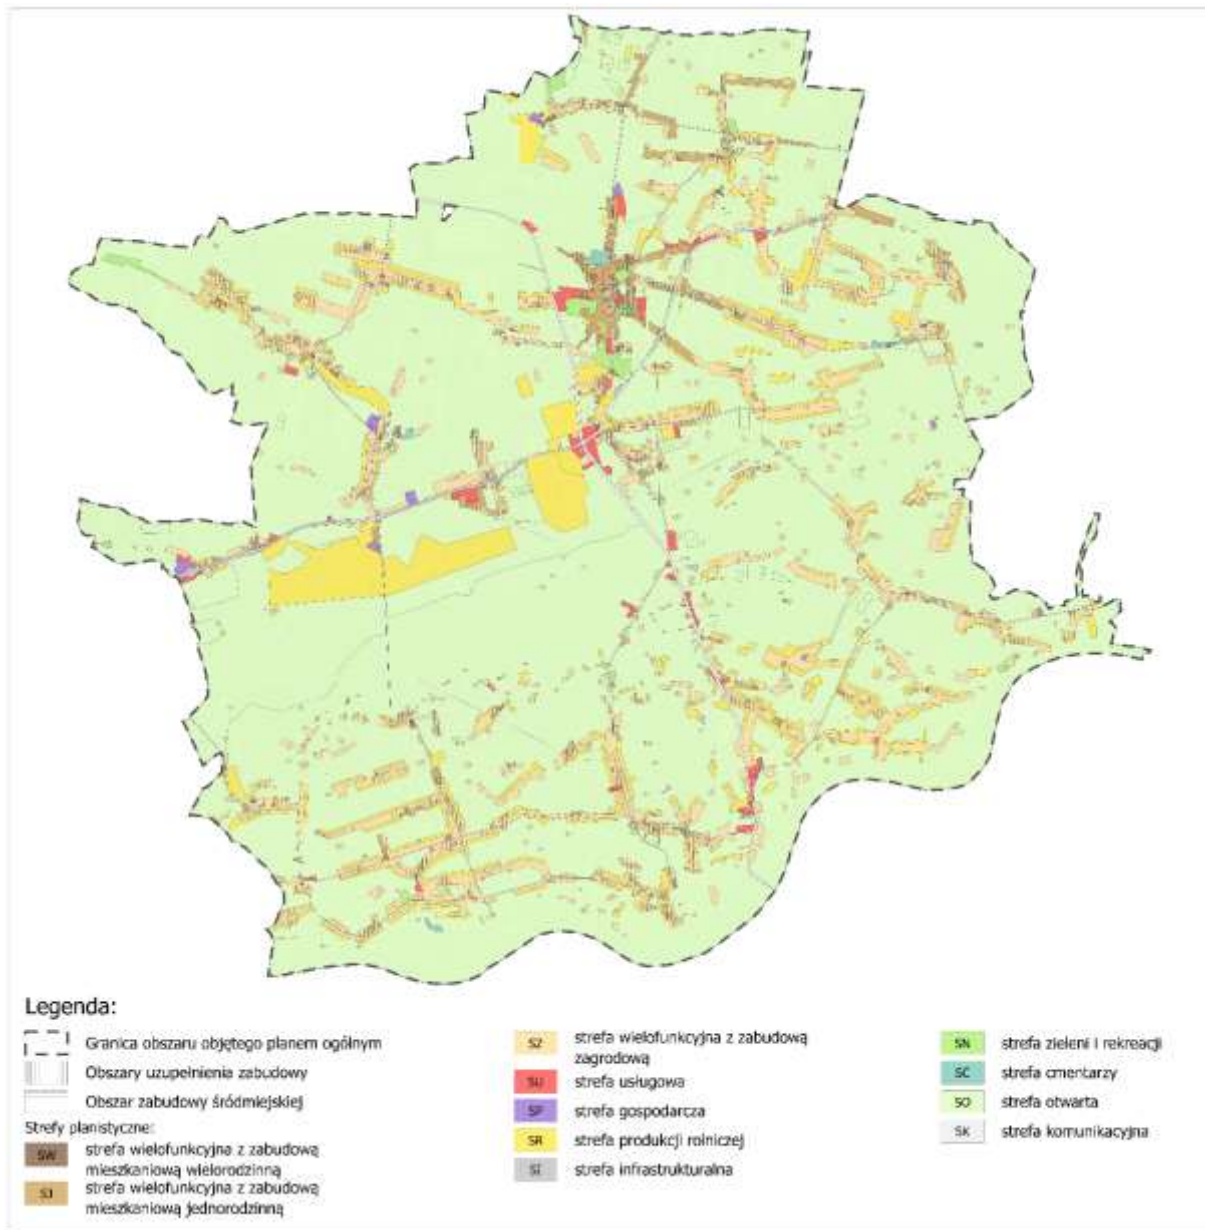 Legenda:
Granica obszaru objętego planem ogólnym
Obszary uzupełnienia zabudowy
Obszar zabudowy śródmiejskiej
Strefy planistyczne:
SW strefa wielofunkcyjna z zabudową
mieszkaniową wielorodzinną
SJ strefa wielofunkcyjna z zabudową
mieszkaniową jednorodzinną
SZ strefa wielofunkcyjna z zabudową
zagrodową
SU strefa usługowa
SP strefa gospodarcza
SR strefa produkcji rolniczej
SI strefa infrastrukturalna
SN strefa zieleni i rekreacji
SC strefa cmentarzy
SO strefa otwarta
SK strefa komunikacyjna